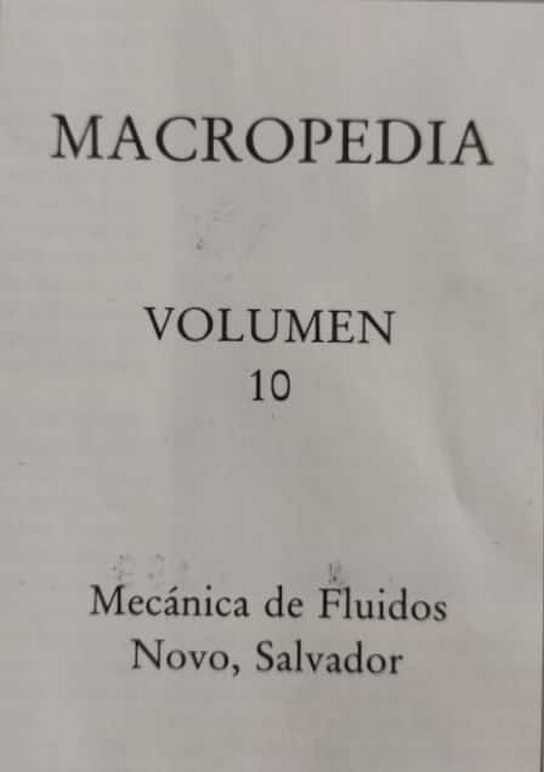 MACROPEDIA
VOLUMEN
10
Mecánica de Fluidos
Novo, Salvador